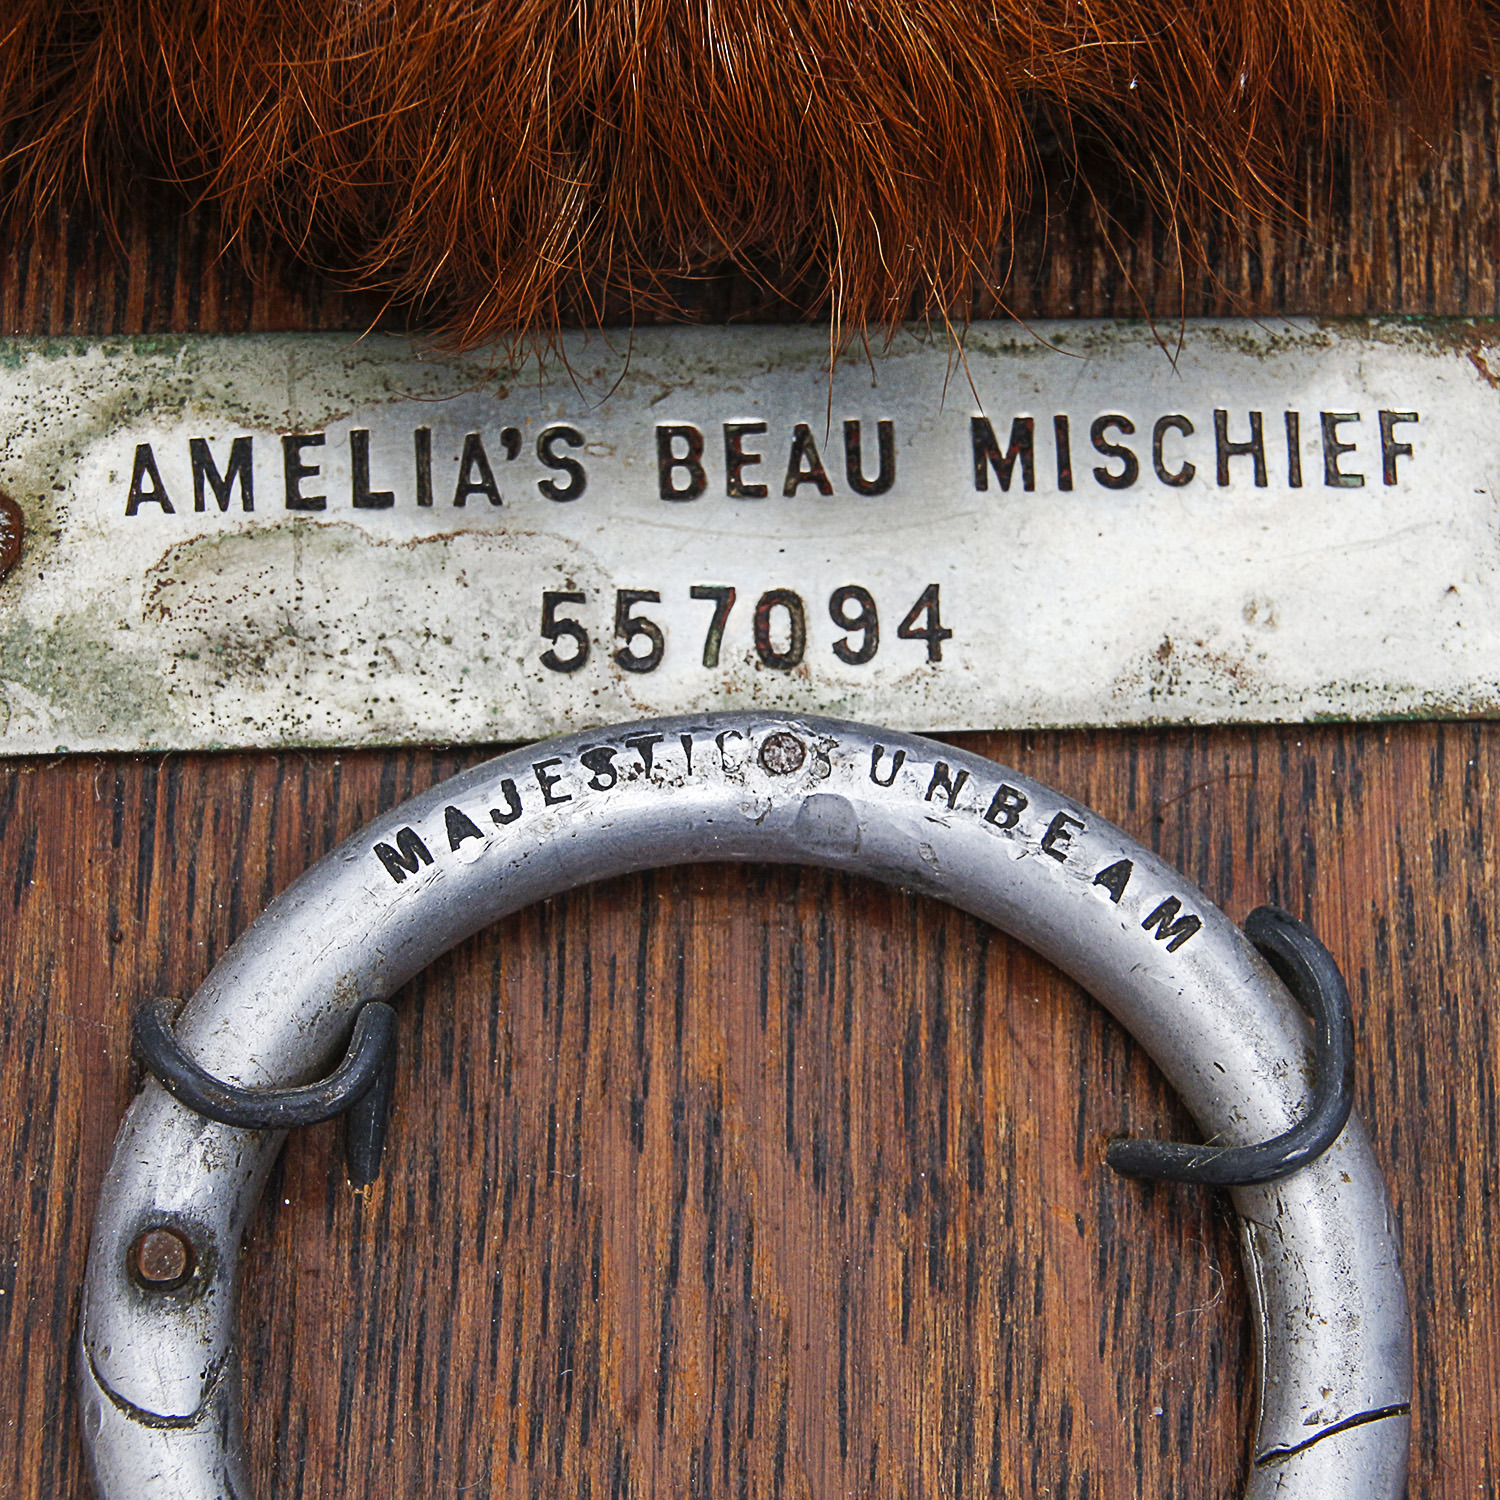 AMELIA'S BEAU MISCHIEF
557094
MAJESTIC SUNBEAM